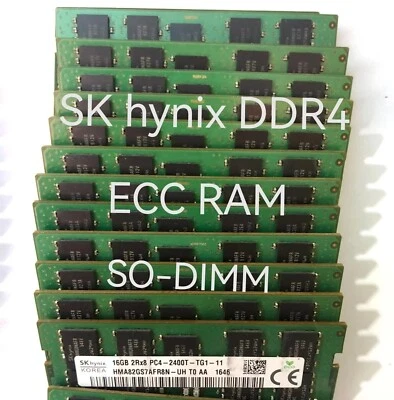 SK hynix DDR4
ECC RAM
SO-DIMM
SK hynix
KOREA
16GB 2Rx8 PC4-2400T-TG1-11
HMA82GS7AFR8N-UH T0 AA 1646